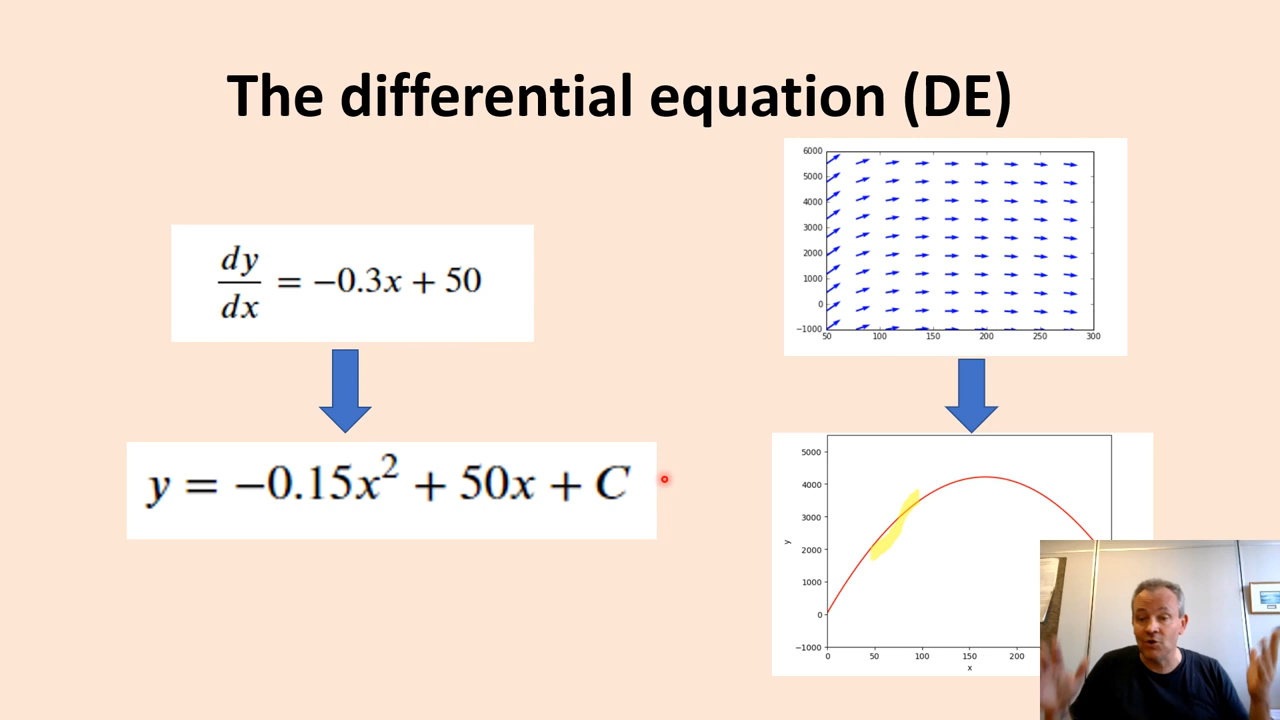 The differential equation (DE)
dy/dx = −0.3x + 50
y = −0.15x² + 50x + C
6000
5000
4000
3000
2000
1000
0
−1000
50 100 150 200 250 300
5000
4000
3000
2000
1000
0
−1000
y
0 50 100 150 200
x